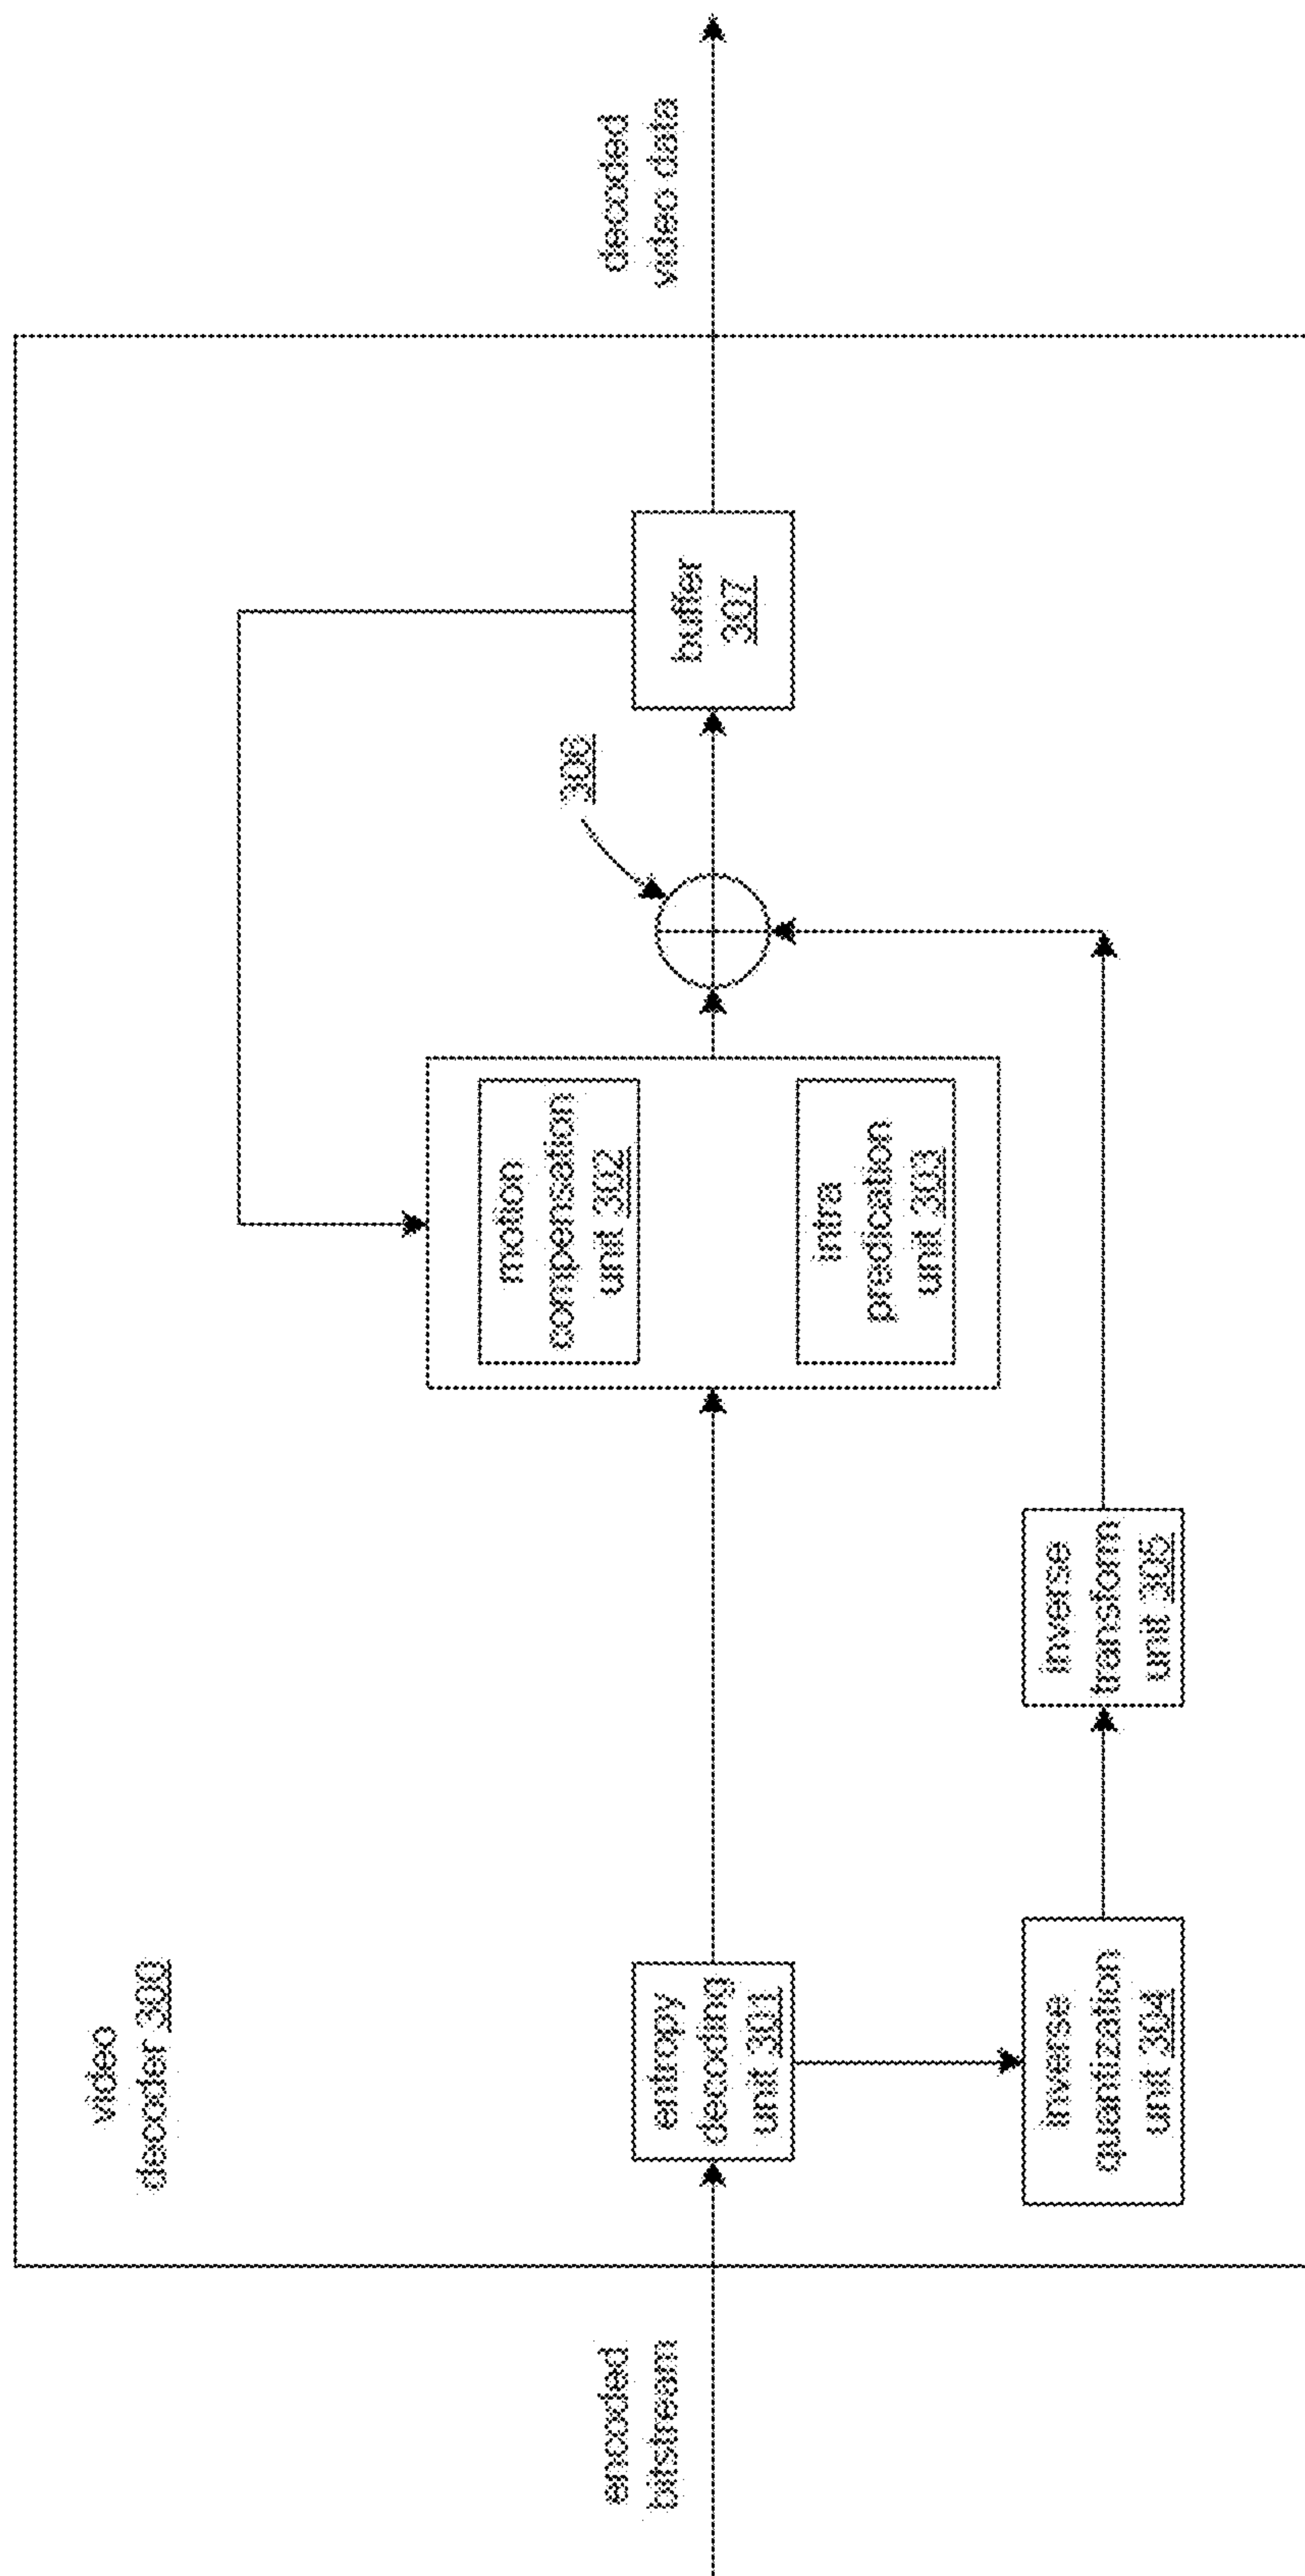 video
decoder 300
encoded
bitstream
entropy
decoding
unit 301
inverse
quantization
unit 304
inverse
transform
unit 305
motion
compensation
unit 302
intra
predication
unit 303
306
buffer
307
decoded
video data